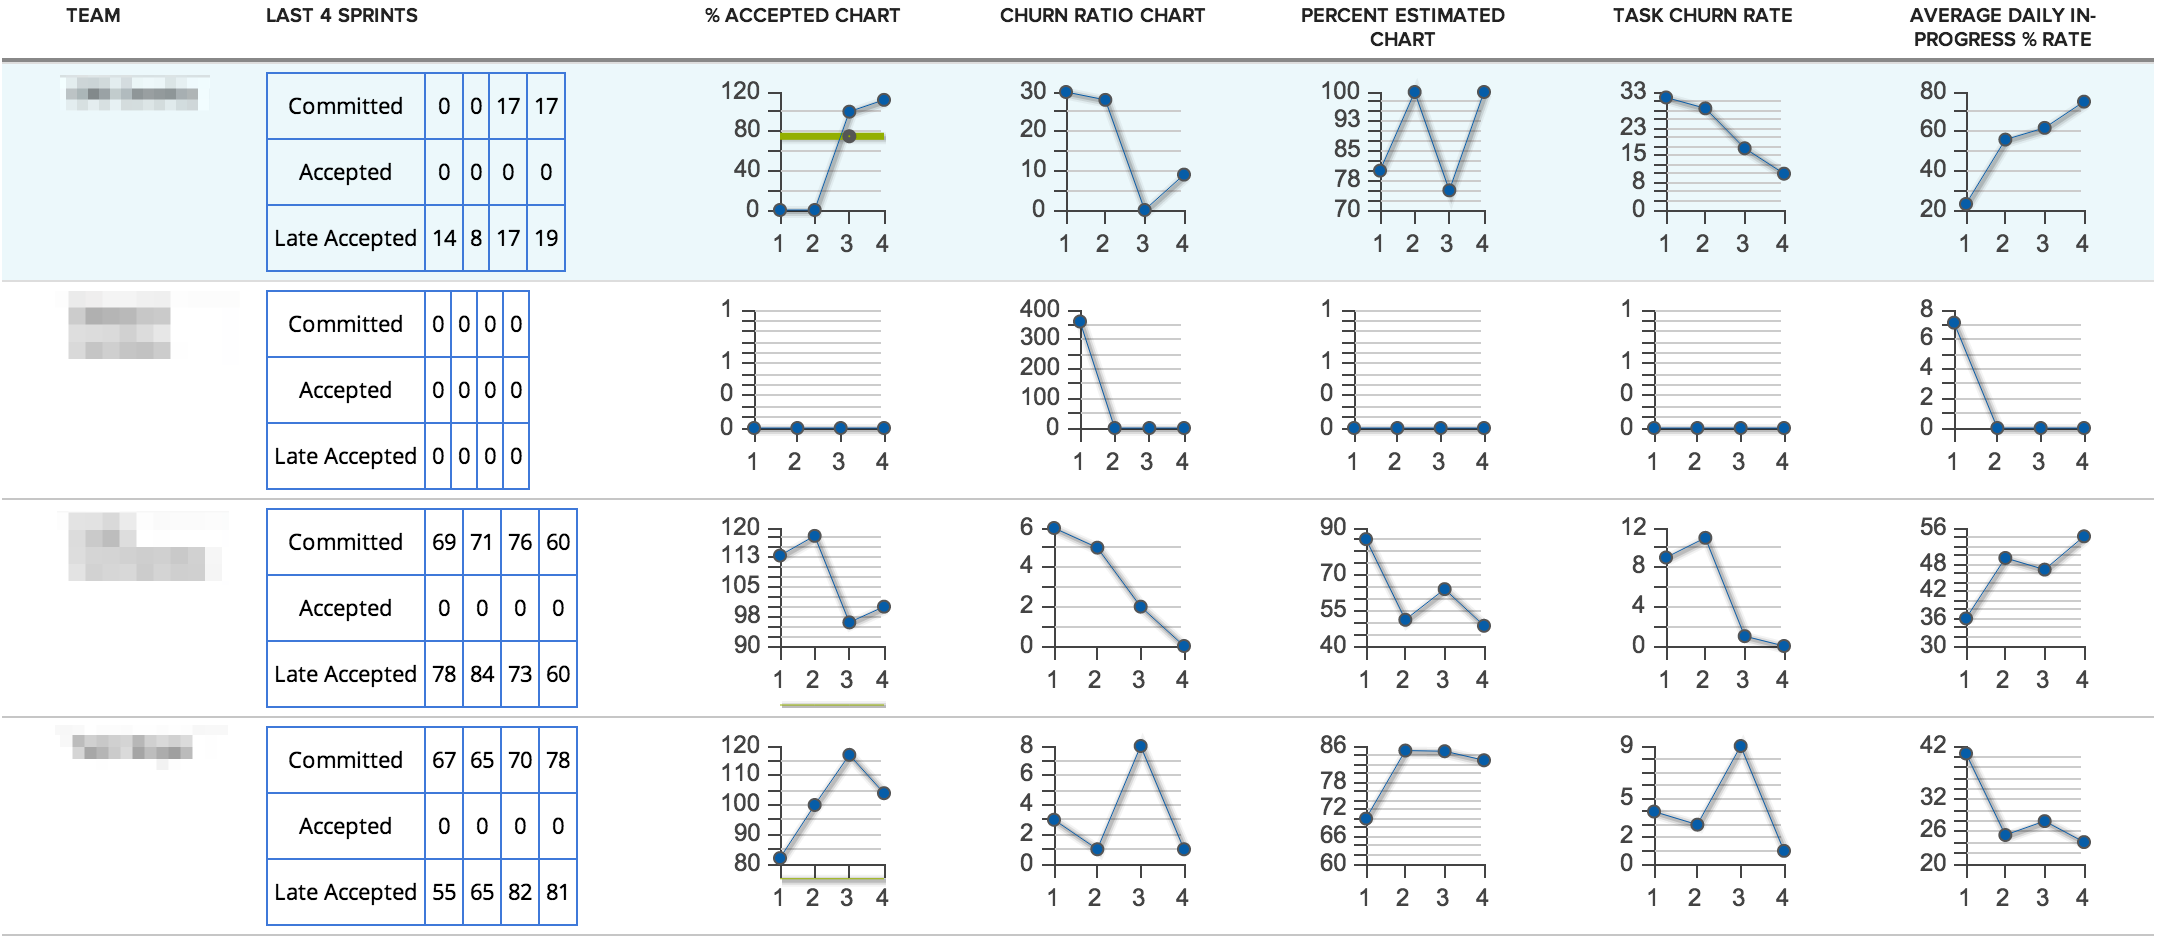 TEAM
LAST 4 SPRINTS
% ACCEPTED CHART
CHURN RATIO CHART
PERCENT ESTIMATED
CHART
TASK CHURN RATE
AVERAGE DAILY IN-
PROGRESS % RATE
Committed 0 0 17 17
Accepted 0 0 0 0
Late Accepted 14 8 17 19
120
80
40
0
1 2 3 4
30
20
10
0
1 2 3 4
100
93
85
78
70
1 2 3 4
33
23
15
8
0
1 2 3 4
80
60
40
20
1 2 3 4
Committed 0 0 0 0
Accepted 0 0 0 0
Late Accepted 0 0 0 0
1
1
0
0
1 2 3 4
400
300
200
100
0
1 2 3 4
1
1
0
0
1 2 3 4
1
1
0
0
1 2 3 4
8
6
4
2
0
1 2 3 4
Committed 69 71 76 60
Accepted 0 0 0 0
Late Accepted 78 84 73 60
120
113
105
98
90
1 2 3 4
6
4
2
0
1 2 3 4
90
70
55
40
1 2 3 4
12
8
4
0
1 2 3 4
56
48
42
36
30
1 2 3 4
Committed 67 65 70 78
Accepted 0 0 0 0
Late Accepted 55 65 82 81
120
110
100
90
80
1 2 3 4
8
6
4
2
0
1 2 3 4
86
78
72
66
60
1 2 3 4
9
5
2
0
1 2 3 4
42
32
26
20
1 2 3 4